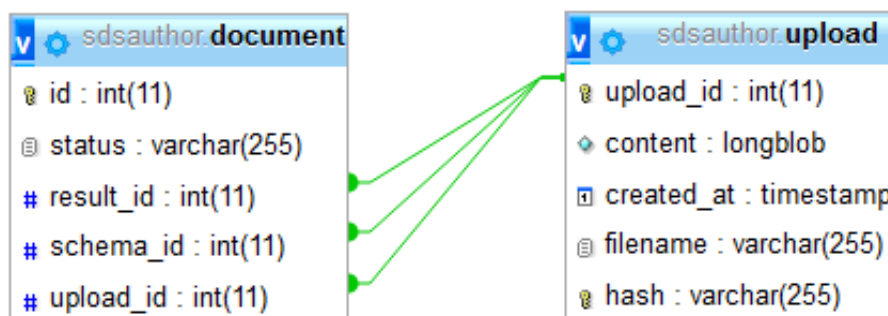 v sdsauthor.document
id : int(11)
status : varchar(255)
result_id : int(11)
schema_id : int(11)
upload_id : int(11)
v sdsauthor.upload
upload_id : int(11)
content : longblob
created_at : timestamp
filename : varchar(255)
hash : varchar(255)